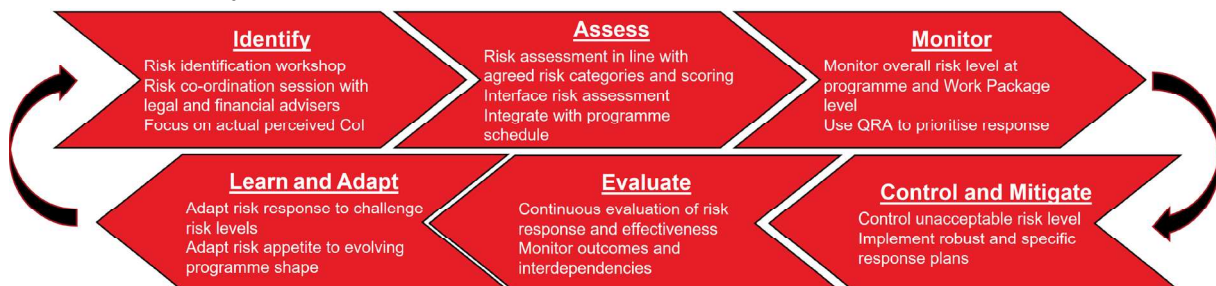 Identify
Risk identification workshop
Risk co-ordination session with
legal and financial advisers
Focus on actual perceived CoI
Assess
Risk assessment in line with
agreed risk categories and scoring
Interface risk assessment
Integrate with programme
schedule
Monitor
Monitor overall risk level at
programme and Work Package
level
Use QRA to prioritise response
Learn and Adapt
Adapt risk response to challenge
risk levels
Adapt risk appetite to evolving
programme shape
Evaluate
Continuous evaluation of risk
response and effectiveness
Monitor outcomes and
interdependencies
Control and Mitigate
Control unacceptable risk level
Implement robust and specific
response plans